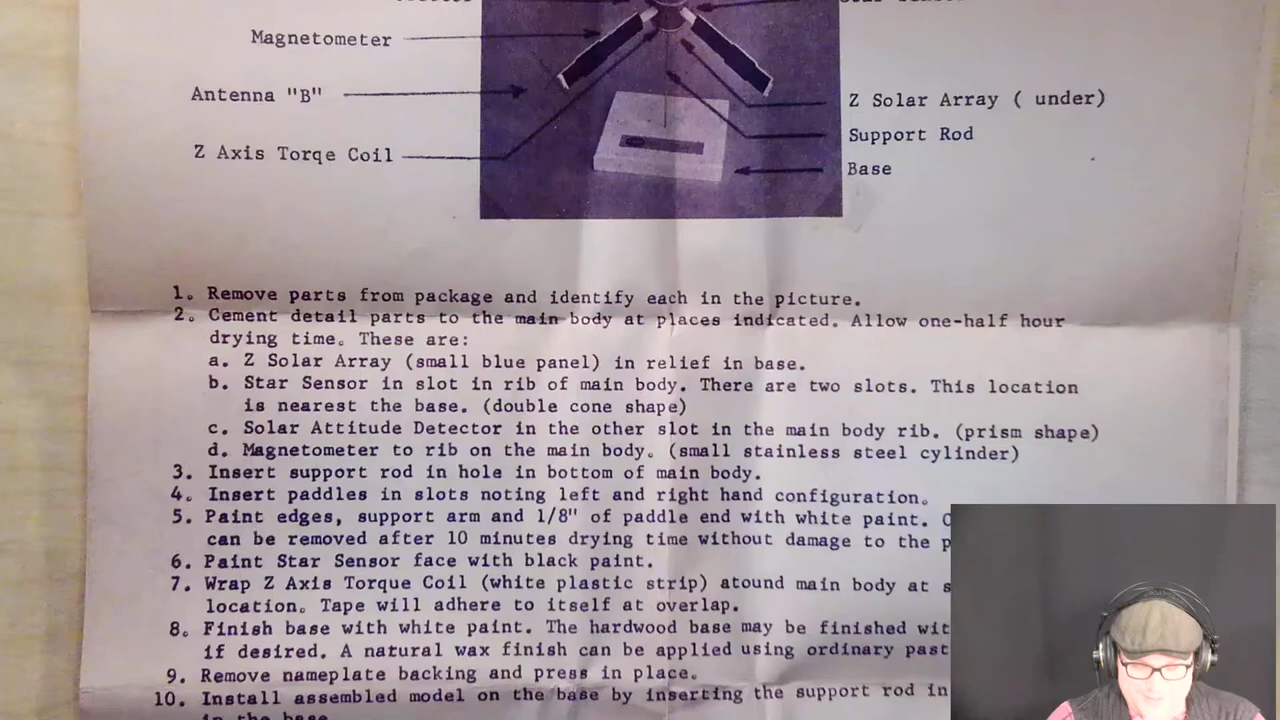 Magnetometer
Antenna "B"
Z Axis Torqe Coil
Z Solar Array ( under)
Support Rod
Base
1. Remove parts from package and identify each in the picture.
2. Cement detail parts to the main body at places indicated. Allow one-half hour
drying time. These are:
a. Z Solar Array (small blue panel) in relief in base.
b. Star Sensor in slot in rib of main body. There are two slots. This location
is nearest the base. (double cone shape)
c. Solar Attitude Detector in the other slot in the main body rib. (prism shape)
d. Magnetometer to rib on the main body. (small stainless steel cylinder)
3. Insert support rod in hole in bottom of main body.
4. Insert paddles in slots noting left and right hand configuration.
5. Paint edges, support arm and 1/8" of paddle end with white paint.
can be removed after 10 minutes drying time without damage to the
6. Paint Star Sensor face with black paint.
7. Wrap Z Axis Torque Coil (white plastic strip) atound main body at
location. Tape will adhere to itself at overlap.
8. Finish base with white paint. The hardwood base may be finished
if desired. A natural wax finish can be applied using ordinary
9. Remove nameplate backing and press in place.
10. Install assembled model on the base by inserting the support rod in
in the base